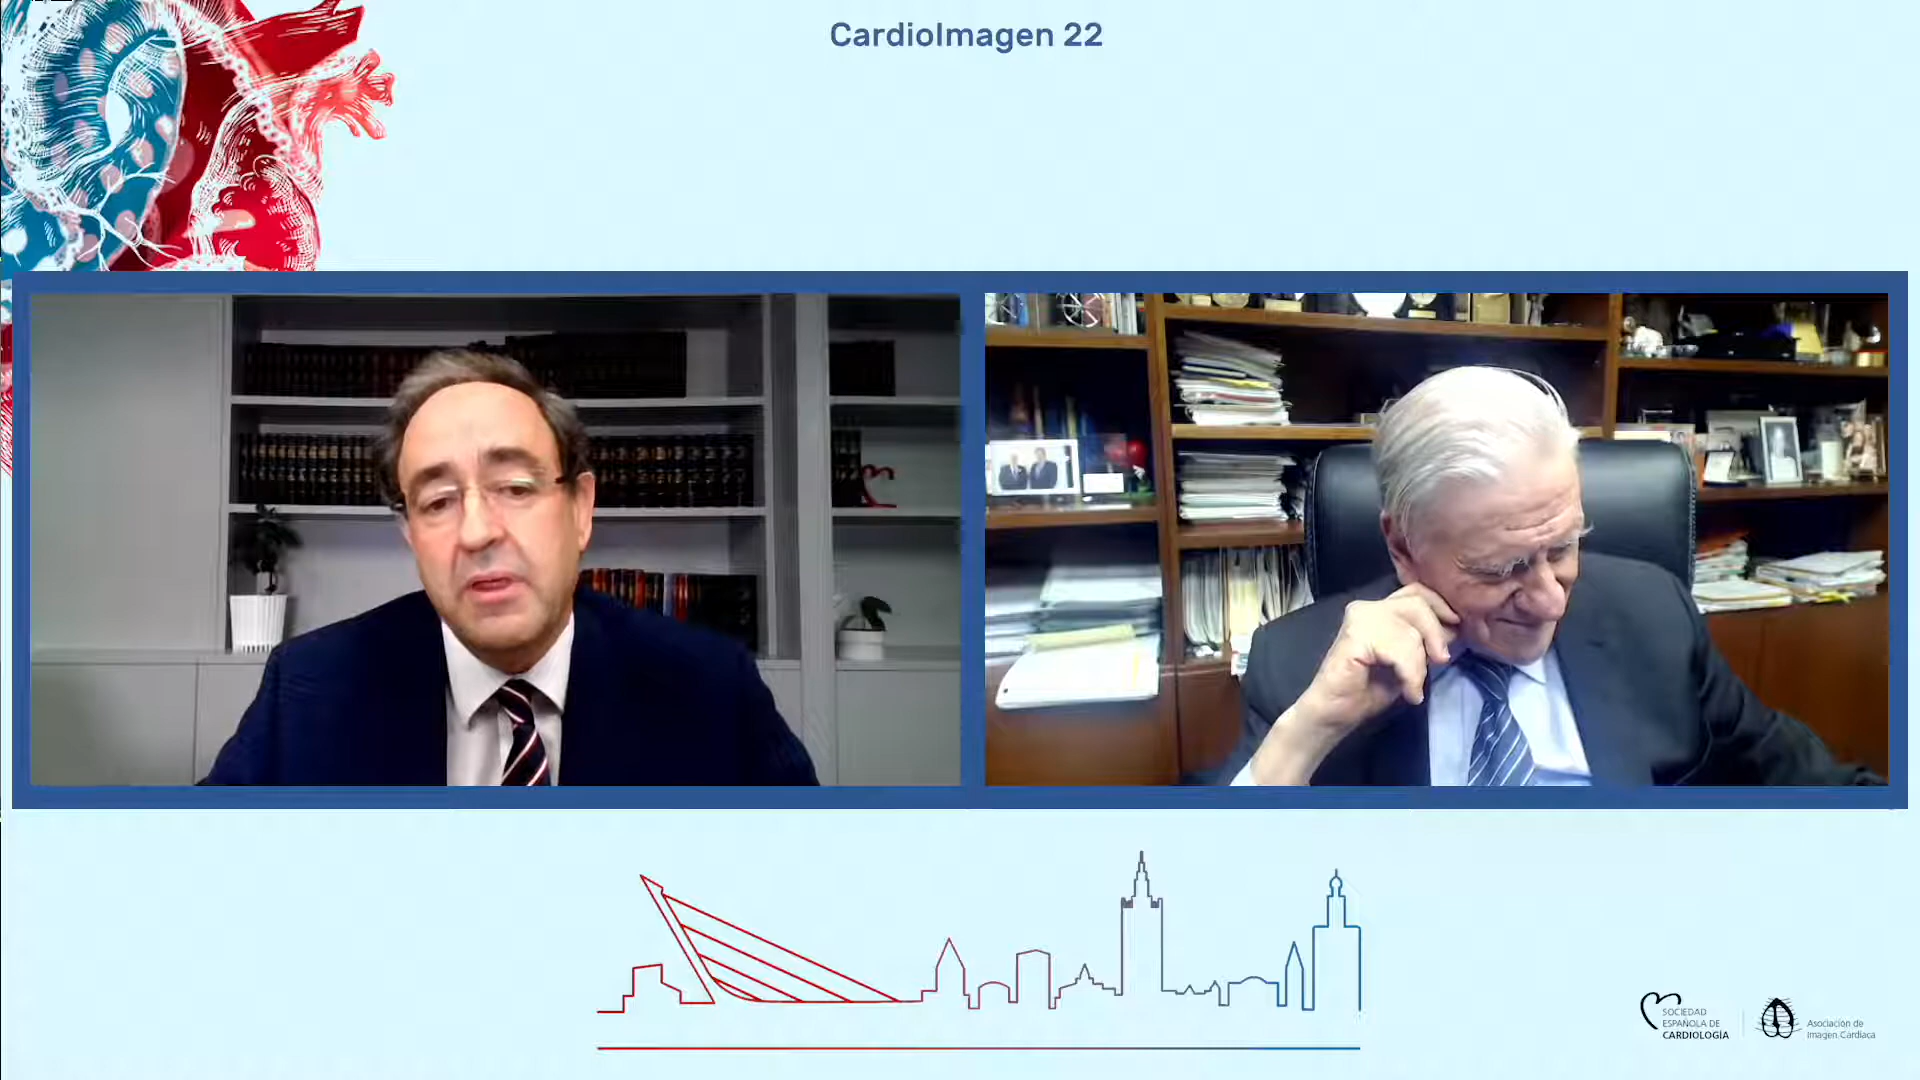 CardioImagen 22
SOCIEDAD
ESPAÑOLA DE
CARDIOLOGÍA
Asociación de
Imagen Cardiaca